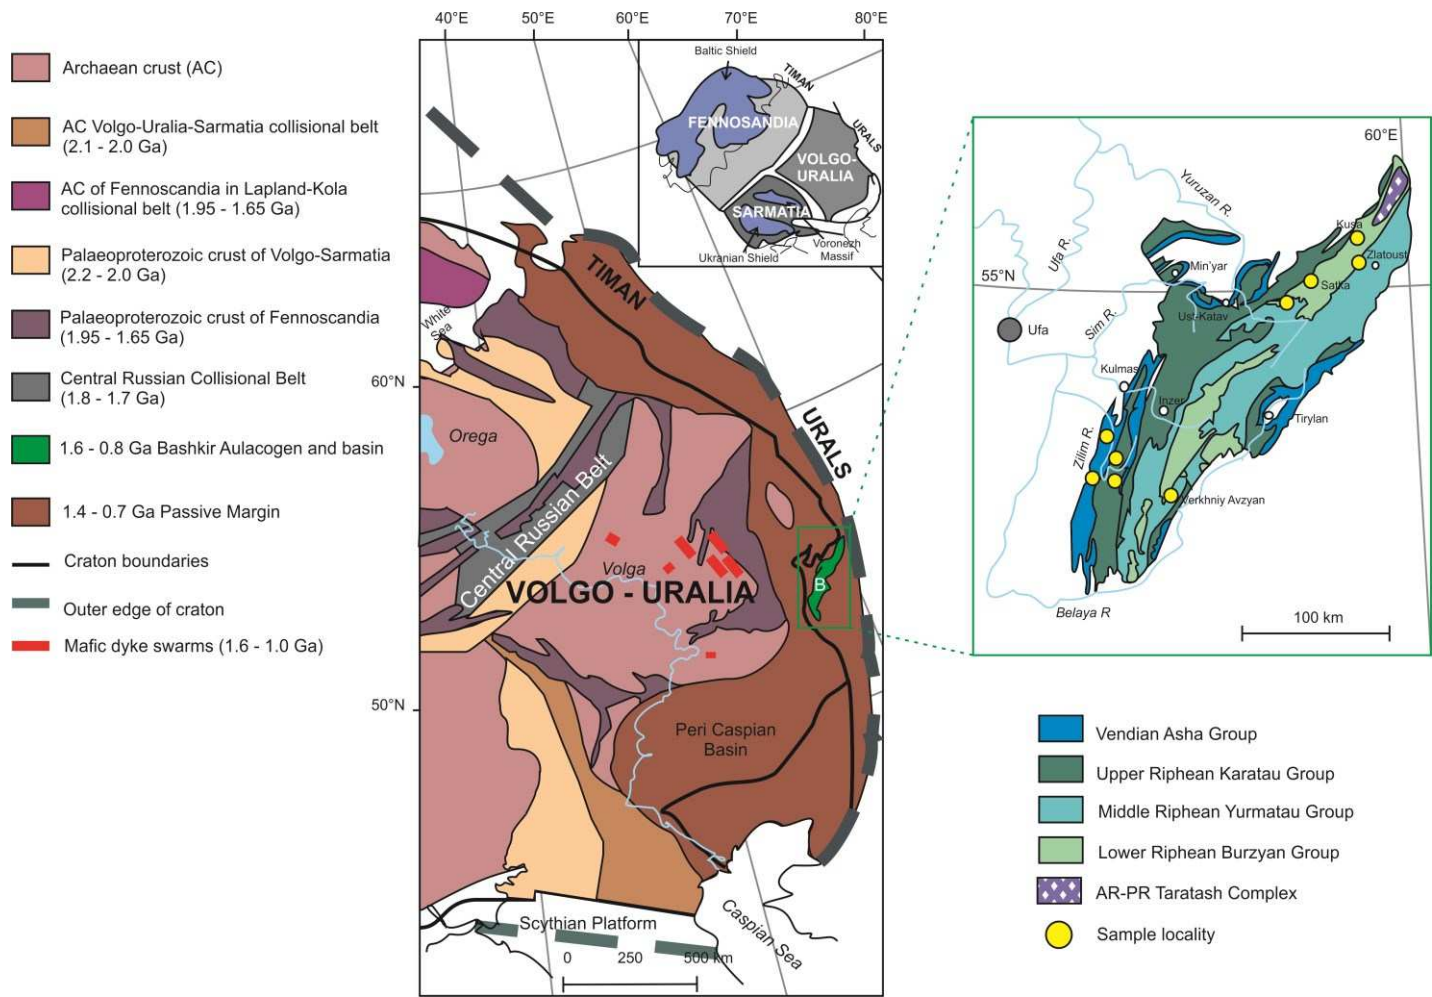 40°E
50°E
60°E
70°E
80°E
Archaean crust (AC)
AC Volgo-Uralia-Sarmatia collisional belt
(2.1 - 2.0 Ga)
AC of Fennoscandia in Lapland-Kola
collisional belt (1.95 - 1.65 Ga)
Palaeoproterozoic crust of Volgo-Sarmatia
(2.2 - 2.0 Ga)
Palaeoproterozoic crust of Fennoscandia
(1.95 - 1.65 Ga)
Central Russian Collisional Belt
(1.8 - 1.7 Ga)
1.6 - 0.8 Ga Bashkir Aulacogen and basin
1.4 - 0.7 Ga Passive Margin
Craton boundaries
Outer edge of craton
Mafic dyke swarms (1.6 - 1.0 Ga)
60°N
50°N
Baltic Shield
TIMAN
FENNOSANDIA
URALS
VOLGO-
URALIA
SARMATIA
Voronezh
Massif
Ukranian Shield
TIMAN
White
Sea
URALS
Orega
Central Russian Belt
Volga
VOLGO - URALIA
B
Peri Caspian
Basin
Scythian Platform
Caspian Sea
0
250
500 km
60°E
55°N
Yuruzan R.
Ufa R.
Kusa
Zlatoust
Min'yar
Satka
Ust-Katav
Ufa
Sim R.
Kulmas
Inzer
Tirylan
Zilim R.
Verkhniy Avzyan
Belaya R
100 km
Vendian Asha Group
Upper Riphean Karatau Group
Middle Riphean Yurmatau Group
Lower Riphean Burzyan Group
AR-PR Taratash Complex
Sample locality